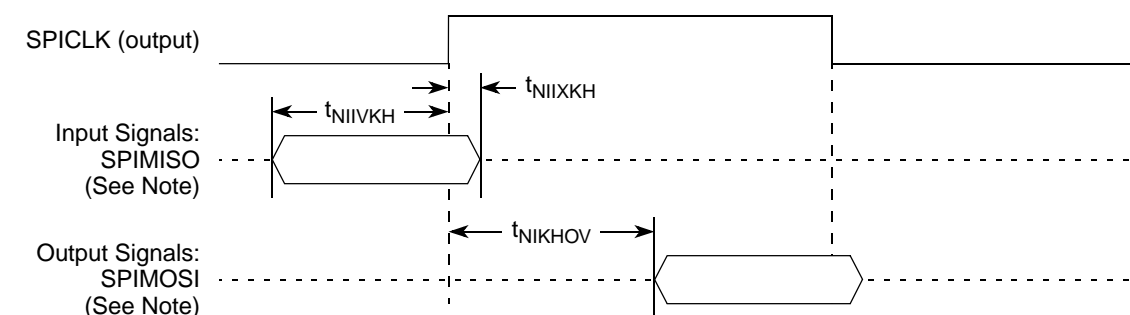 SPICLK (output)
tNIIXKH
tNIIVKH
Input Signals:
SPIMISO
(See Note)
tNIKHOV
Output Signals:
SPIMOSI
(See Note)